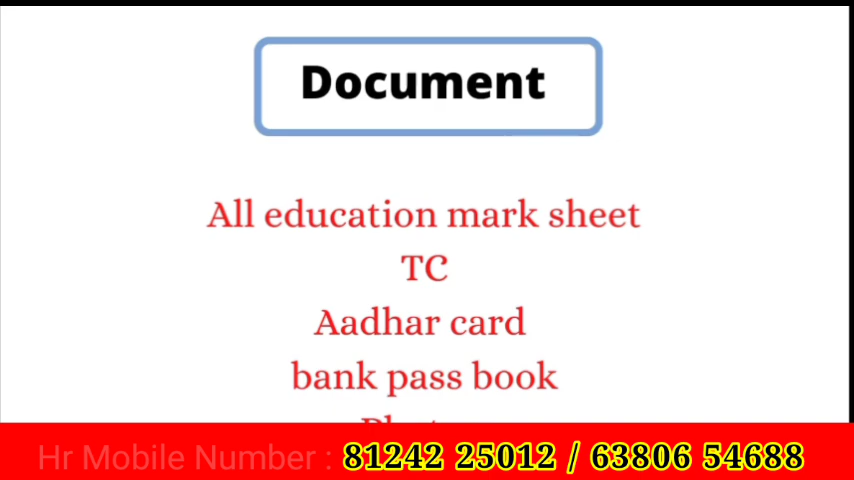 Document
All education mark sheet
TC
Aadhar card
bank pass book
Hr Mobile Number : 81242 25012 / 63806 54688